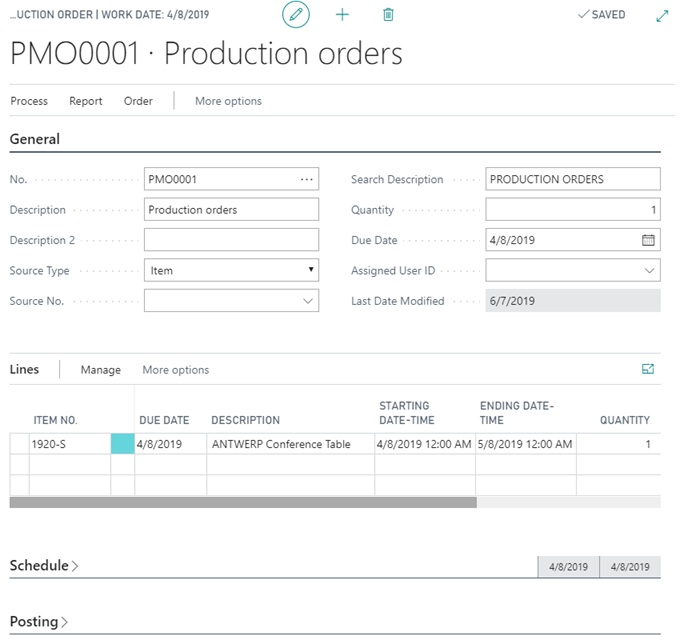 …UCTION ORDER | WORK DATE: 4/8/2019
SAVED
PMO0001 · Production orders
Process Report Order More options
General
No. PMO0001 ... Search Description PRODUCTION ORDERS
Description Production orders Quantity 1
Description 2 Due Date 4/8/2019
Source Type Item Assigned User ID
Source No. Last Date Modified 6/7/2019
Lines Manage More options
ITEM NO. DUE DATE DESCRIPTION STARTING DATE-TIME ENDING DATE-TIME QUANTITY
1920-S 4/8/2019 ANTWERP Conference Table 4/8/2019 12:00 AM 5/8/2019 12:00 AM 1
Schedule 4/8/2019 4/8/2019
Posting